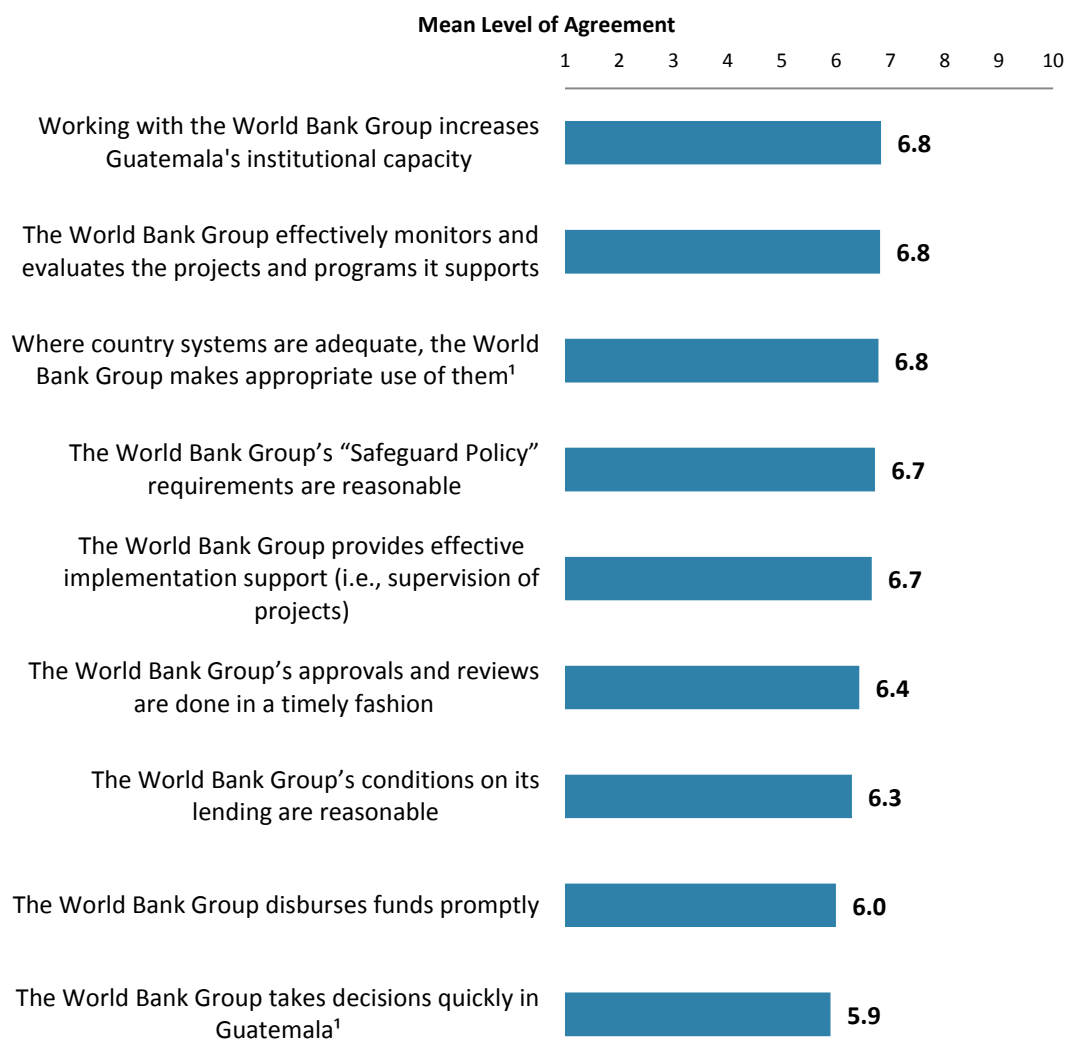 Mean Level of Agreement
1 2 3 4 5 6 7 8 9 10
Working with the World Bank Group increases
Guatemala's institutional capacity
6.8
The World Bank Group effectively monitors and
evaluates the projects and programs it supports
6.8
Where country systems are adequate, the World
Bank Group makes appropriate use of them¹
6.8
The World Bank Group’s “Safeguard Policy”
requirements are reasonable
6.7
The World Bank Group provides effective
implementation support (i.e., supervision of
projects)
6.7
The World Bank Group’s approvals and reviews
are done in a timely fashion
6.4
The World Bank Group’s conditions on its
lending are reasonable
6.3
The World Bank Group disburses funds promptly
6.0
The World Bank Group takes decisions quickly in
Guatemala¹
5.9